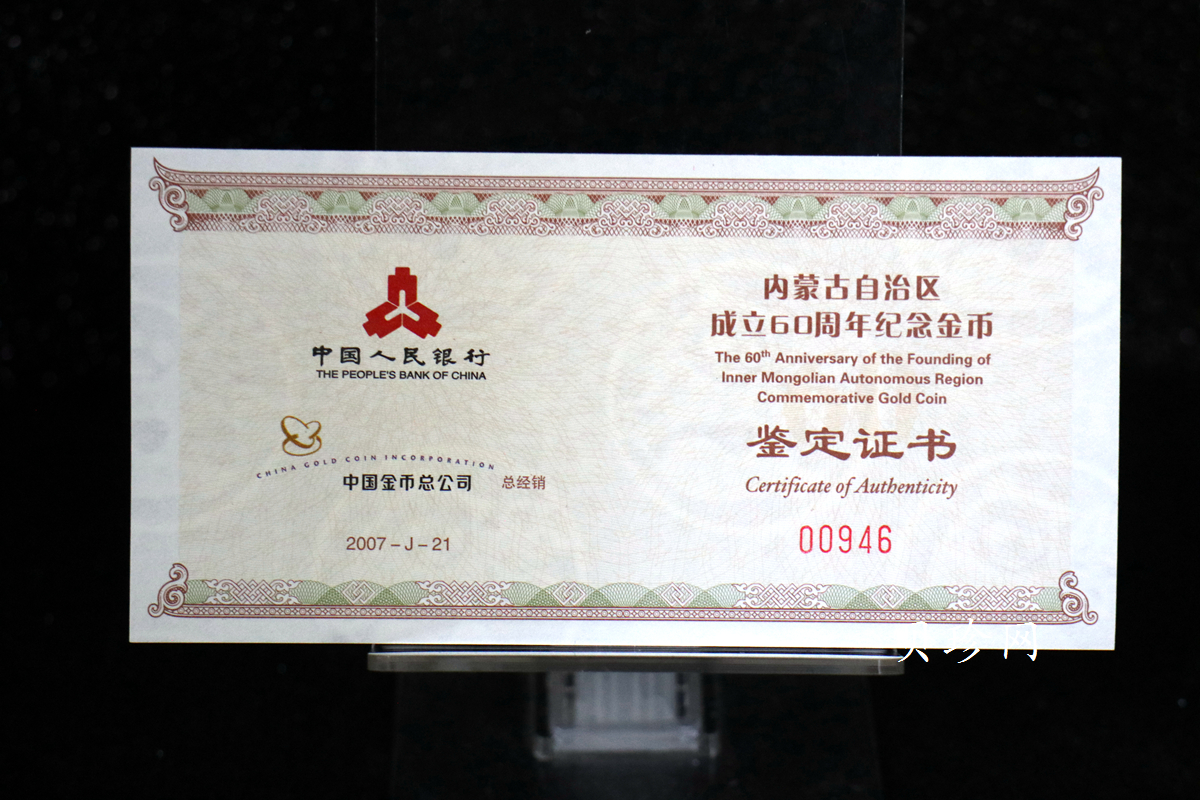 中国人民银行
THE PEOPLE'S BANK OF CHINA
CHINA GOLD COIN INCORPORATION
中国金币总公司 总经销
2007-J-21
内蒙古自治区
成立60周年纪念金币
The 60th Anniversary of the Founding of
Inner Mongolian Autonomous Region
Commemorative Gold Coin
鉴定证书
Certificate of Authenticity
00946